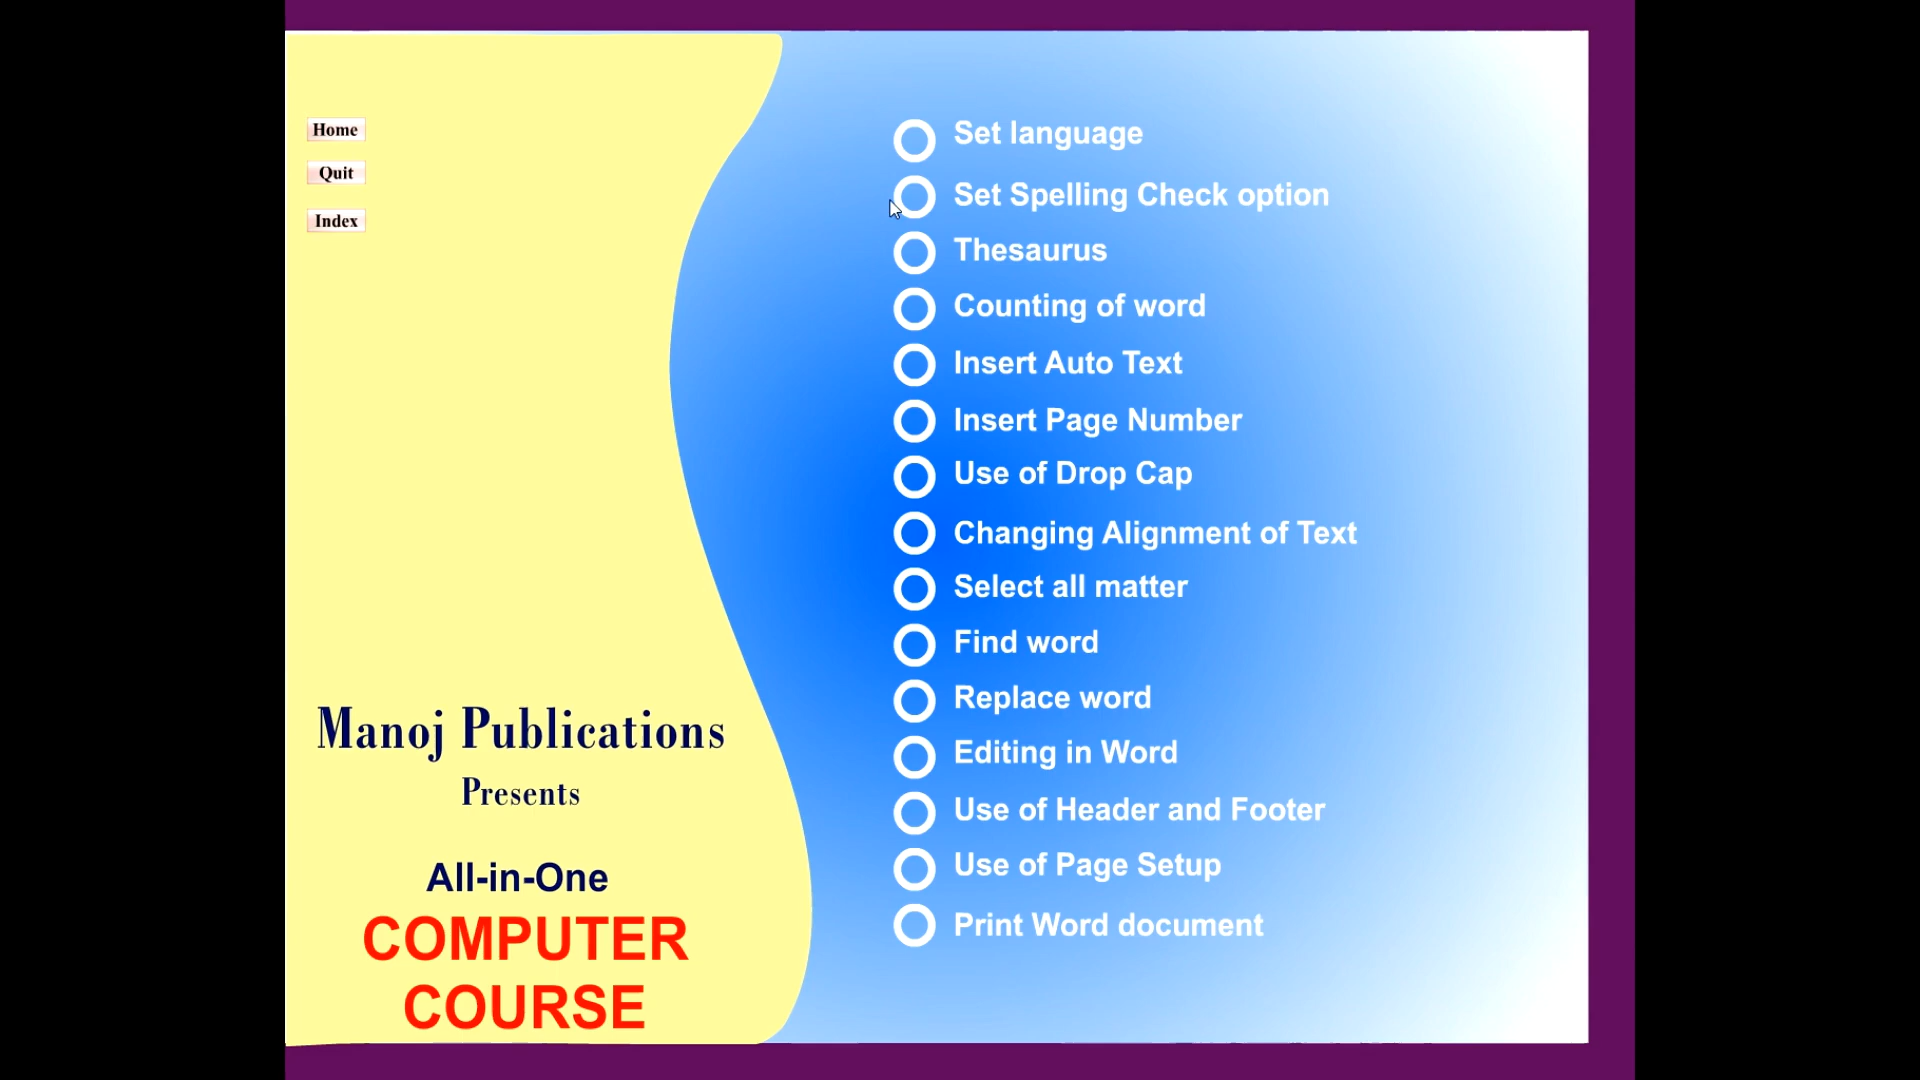 Home
Quit
Index
Manoj Publications
Presents
All-in-One
COMPUTER
COURSE
Set language
Set Spelling Check option
Thesaurus
Counting of word
Insert Auto Text
Insert Page Number
Use of Drop Cap
Changing Alignment of Text
Select all matter
Find word
Replace word
Editing in Word
Use of Header and Footer
Use of Page Setup
Print Word document